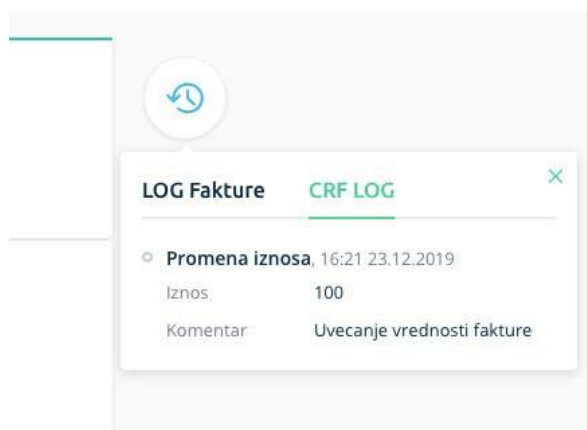 LOG Fakture CRF LOG
Promena iznosa, 16:21 23.12.2019
Iznos 100
Komentar Uvecanje vrednosti fakture